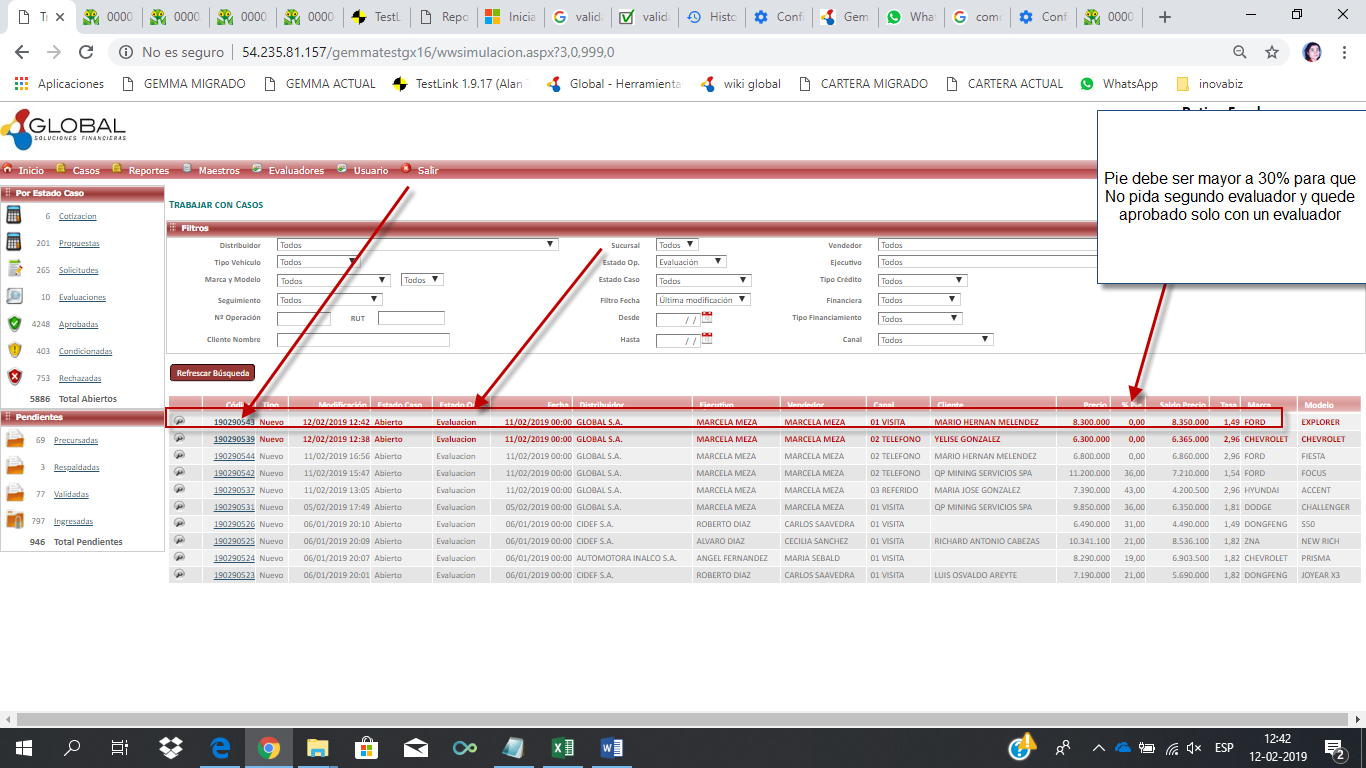 Tr
0000
0000
0000
0000
TestL
Repo
Inicia
valida
valida
Histo
Confi
Gem
What
como
Conf
0000
No es seguro | 54.235.81.157/gemmatestgx16/wwsimulacion.aspx?3,0,999,0
Aplicaciones GEMMA MIGRADO GEMMA ACTUAL TestLink 1.9.17 (Alan Global - Herramienta wiki global CARTERA MIGRADO CARTERA ACTUAL WhatsApp inovabiz
GLOBAL
SOLUCIONES FINANCIERAS
Pie debe ser mayor a 30% para que
No pida segundo evaluador y quede
aprobado solo con un evaluador
Inicio Casos Reportes Maestros Evaluadores Usuario Salir
Por Estado Caso
6 Cotizacion
201 Propuestas
265 Solicitudes
10 Evaluaciones
4248 Aprobadas
403 Condicionadas
753 Rechazadas
5886 Total Abiertos
Pendientes
69 Precursadas
3 Respaldadas
77 Validadas
797 Ingresadas
946 Total Pendientes
TRABAJAR CON CASOS
Filtros
Distribuidor Todos Sucursal Todos Vendedor Todos
Tipo Vehículo Todos Estado Op. Evaluación Ejecutivo Todos
Marca y Modelo Todos Todos Estado Caso Todos Tipo Crédito Todos
Seguimiento Todos Filtro Fecha Última modificación Financiera Todos
Nº Operación RUT Desde / / Tipo Financiamiento Todos
Cliente Nombre Hasta / / Canal Todos
Refrescar Búsqueda
Tipo Modificación Estado Caso Estado Fecha Distribuidor Ejecutivo Vendedor Canal Cliente Precio Saldo Precio Tasa Marca Modelo
190290543 Nuevo 12/02/2019 12:42 Abierto Evaluacion 11/02/2019 00:00 GLOBAL S.A. MARCELA MEZA MARCELA MEZA 01 VISITA MARIO HERNAN MELENDEZ 8.300.000 0,00 8.350.000 1,49 FORD EXPLORER
190290539 Nuevo 12/02/2019 12:38 Abierto Evaluacion 11/02/2019 00:00 GLOBAL S.A. MARCELA MEZA MARCELA MEZA 02 TELEFONO YELISE GONZALEZ 6.300.000 0,00 6.365.000 2,96 CHEVROLET CHEVROLET
190290544 Nuevo 11/02/2019 16:56 Abierto Evaluacion 11/02/2019 00:00 GLOBAL S.A. MARCELA MEZA MARCELA MEZA 02 TELEFONO MARIO HERNAN MELENDEZ 6.800.000 0,00 6.860.000 2,96 FORD FIESTA
190290542 Nuevo 11/02/2019 15:47 Abierto Evaluacion 11/02/2019 00:00 GLOBAL S.A. MARCELA MEZA MARCELA MEZA 02 TELEFONO QP MINING SERVICIOS SPA 11.200.000 36,00 7.210.000 1,54 FORD FOCUS
190290537 Nuevo 11/02/2019 13:05 Abierto Evaluacion 11/02/2019 00:00 GLOBAL S.A. MARCELA MEZA MARCELA MEZA 03 REFERIDO MARIA JOSE GONZALEZ 7.390.000 43,00 4.200.500 2,96 HYUNDAI ACCENT
190290531 Nuevo 05/02/2019 17:49 Abierto Evaluacion 05/02/2019 00:00 GLOBAL S.A. MARCELA MEZA MARCELA MEZA 01 VISITA QP MINING SERVICIOS SPA 9.850.000 36,00 6.350.000 1,81 DODGE CHALLENGER
190290526 Nuevo 06/01/2019 20:10 Abierto Evaluacion 06/01/2019 00:00 CIDEF S.A. ROBERTO DIAZ CARLOS SAAVEDRA 01 VISITA 6.490.000 31,00 4.490.000 1,49 DONGFENG S50
190290525 Nuevo 06/01/2019 20:09 Abierto Evaluacion 06/01/2019 00:00 CIDEF S.A. ALVARO DIAZ CECILIA SANCHEZ 01 VISITA RICHARD ANTONIO CABEZAS 10.341.100 21,00 8.536.100 1,82 ZNA NEW RICH
190290524 Nuevo 06/01/2019 20:07 Abierto Evaluacion 06/01/2019 00:00 AUTOMOTORA INALCO S.A. ANGEL FERNANDEZ MARIA SEBALD 01 VISITA 8.290.000 19,00 6.903.500 1,82 CHEVROLET PRISMA
190290523 Nuevo 06/01/2019 20:01 Abierto Evaluacion 06/01/2019 00:00 CIDEF S.A. ROBERTO DIAZ CARLOS SAAVEDRA 01 VISITA LUIS OSVALDO AREYTE 7.190.000 21,00 5.690.000 1,82 DONGFENG JOYEAR X3
ESP
12:42
12-02-2019
2